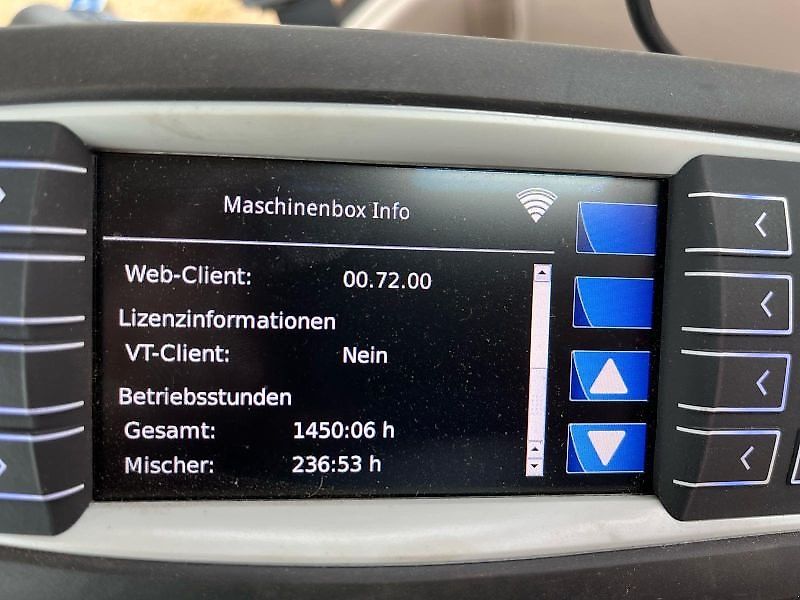 Maschinenbox Info
Web-Client: 00.72.00
Lizenzinformationen
VT-Client: Nein
Betriebsstunden
Gesamt: 1450:06 h
Mischer: 236:53 h